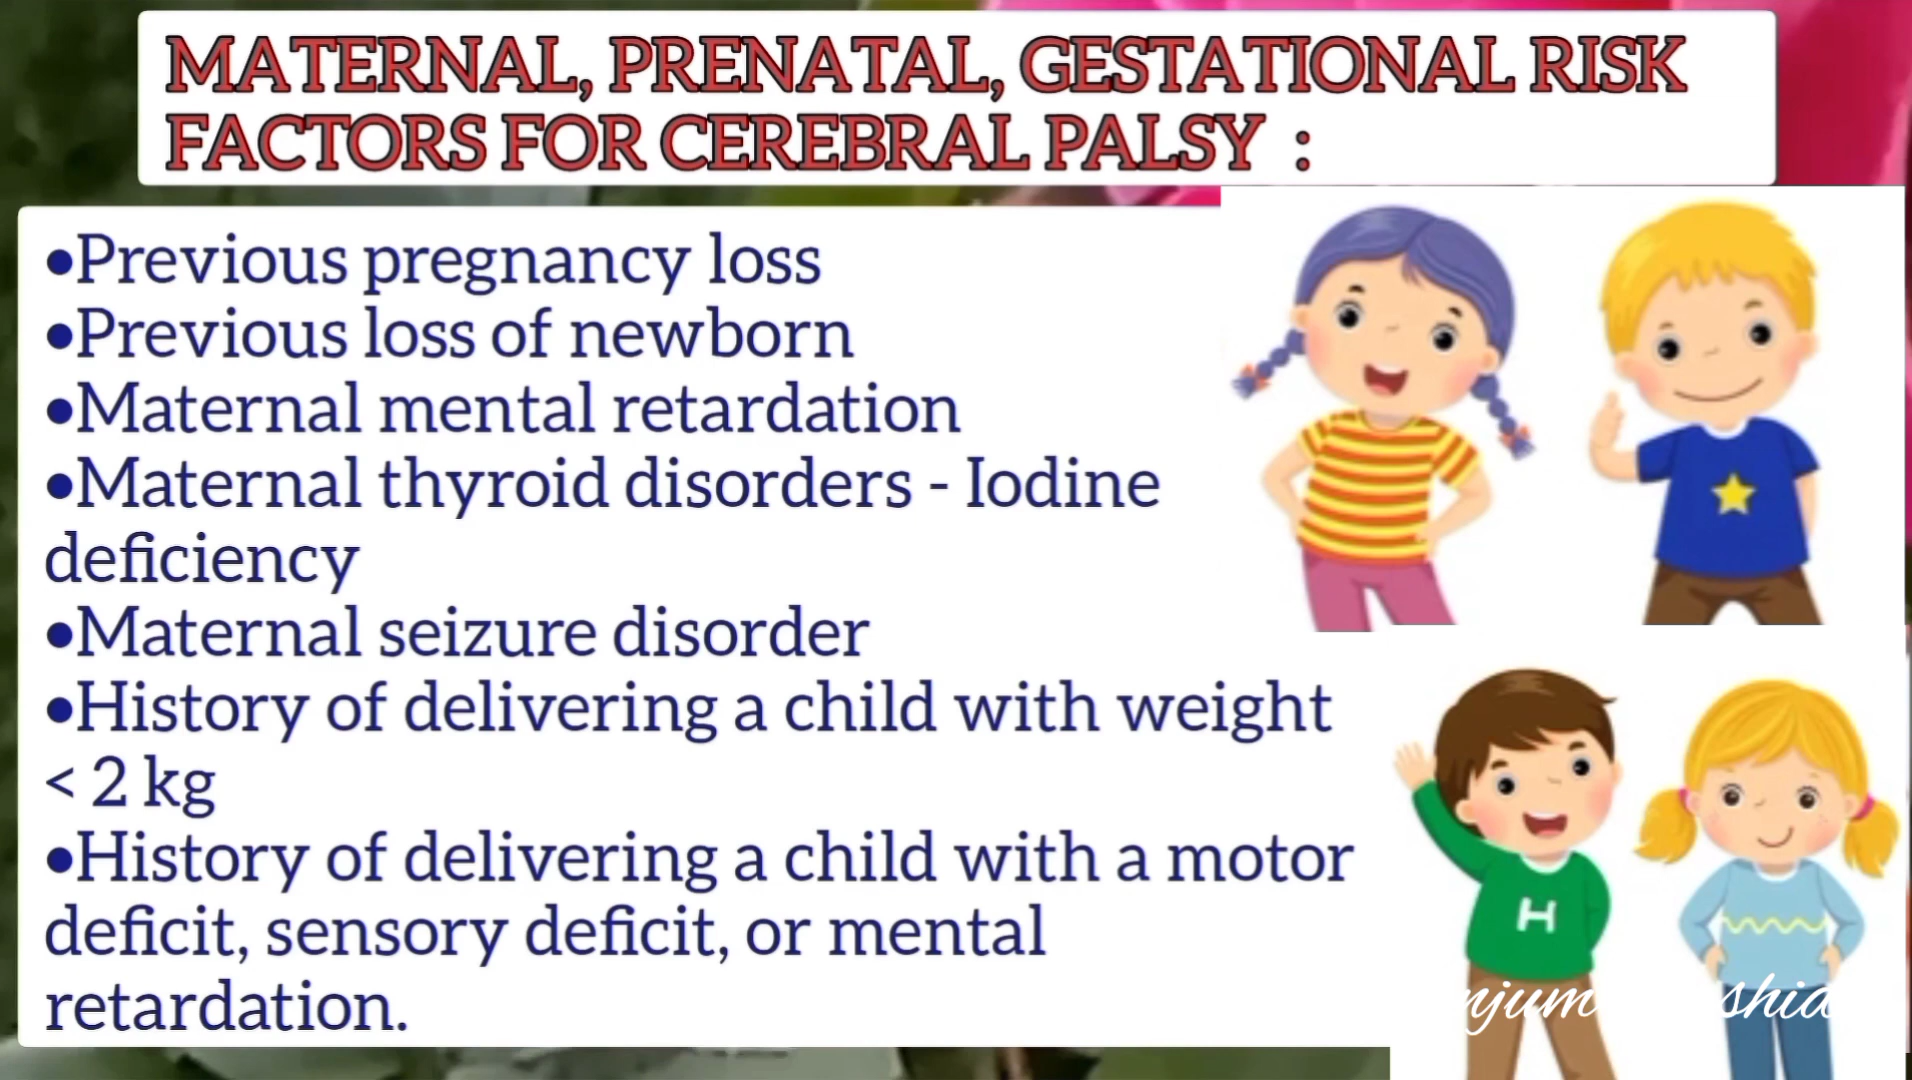 MATERNAL, PRENATAL, GESTATIONAL RISK
FACTORS FOR CEREBRAL PALSY :
•Previous pregnancy loss
•Previous loss of newborn
•Maternal mental retardation
•Maternal thyroid disorders - Iodine
deficiency
•Maternal seizure disorder
•History of delivering a child with weight
< 2 kg
•History of delivering a child with a motor
deficit, sensory deficit, or mental
retardation.
H